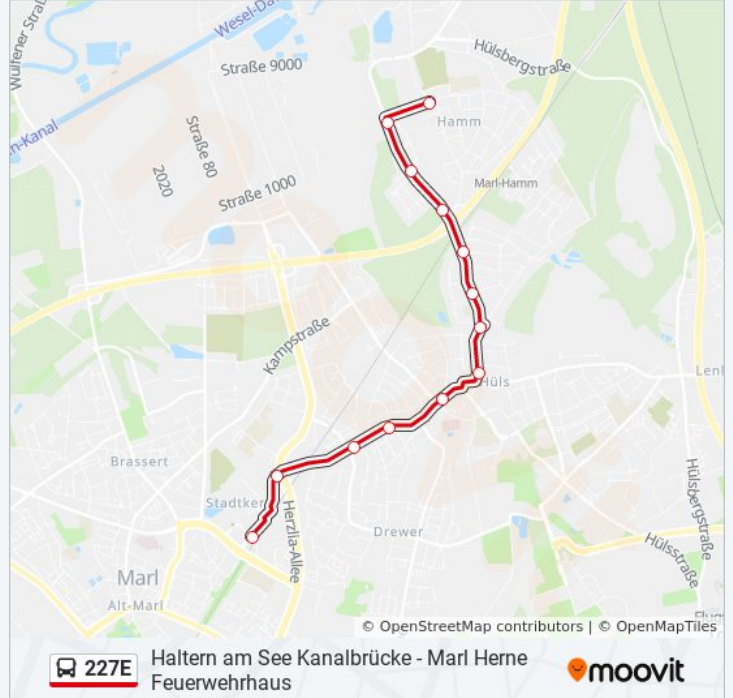 Wulfener Straß
Wesel-Da
Straße 9000
Hülsbergstraße
n-Kanal
Hamm
Straße 80
2020
Straße 1000
Marl-Hamm
Kampstraße
Hüls
Lenk
Brassert
Stadtker
Hülsbergstraße
Herzlia-Allee
Drewer
Hülsstraße
Marl
Alt-Marl
© OpenStreetMap contributors | © OpenMapTiles
227E
Haltern am See Kanalbrücke - Marl Herne
Feuerwehrhaus
moovit